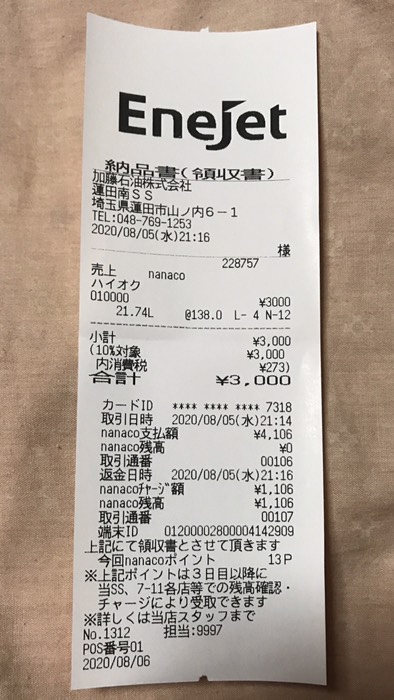 EneJet
納品書(領収書)
加藤石油株式会社
蓮田南SS
埼玉県蓮田市山ノ内6-1
TEL:048-769-1253
2020/08/05(水)21:16
様
228757
売上 nanaco
ハイオク
010000 ¥3000
21.74L @138.0 L- 4 N-12
小計 ¥3,000
(10%対象 ¥3,000
内消費税 ¥273)
合計 ¥3,000
カードID **** **** **** 7318
取引日時 2020/08/05(水)21:14
nanaco支払額 ¥4,106
nanaco残高 ¥0
取引通番 00106
返金日時 2020/08/05(水)21:16
nanacoチャージ額 ¥1,106
nanaco残高 ¥1,106
取引通番 00107
端末ID 01200002800004142909
上記にて領収書とさせて頂きます
今回nanacoポイント 13P
※上記ポイントは3日目以降に
当SS、7-11各店等での残高確認・
チャージにより受取できます
※詳しくは当店スタッフまで
No.1312 担当:9997
POS番号01
2020/08/06